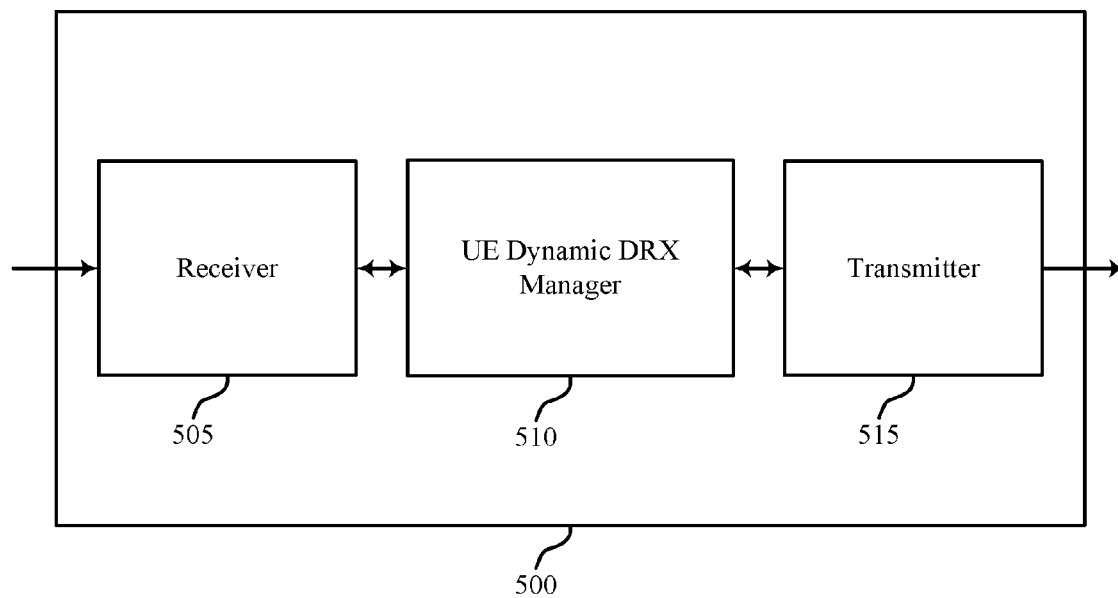 Receiver
UE Dynamic DRX
Manager
Transmitter
505
510
515
500